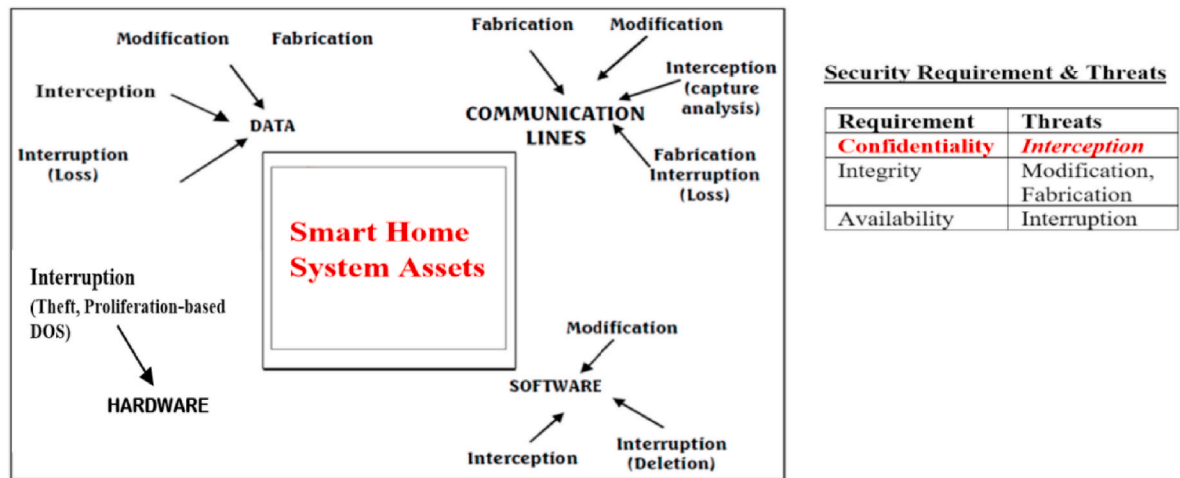 Modification Fabrication
Interception
DATA
Interruption
(Loss)
Fabrication Modification
Interception
(capture
analysis)
COMMUNICATION
LINES
Fabrication
Interruption
(Loss)
Smart Home
System Assets
Interruption
(Theft, Proliferation-based
DOS)
HARDWARE
Modification
SOFTWARE
Interception
Interruption
(Deletion)
Security Requirement & Threats
Requirement Threats
Confidentiality Interception
Integrity Modification,
Fabrication
Availability Interruption